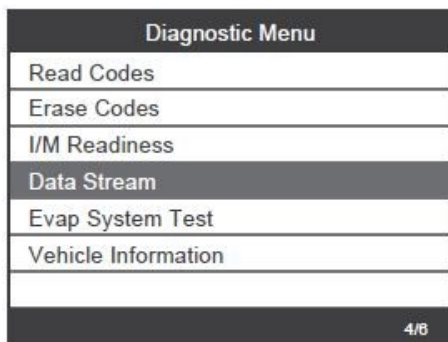 Diagnostic Menu
Read Codes
Erase Codes
I/M Readiness
Data Stream
Evap System Test
Vehicle Information
4/6